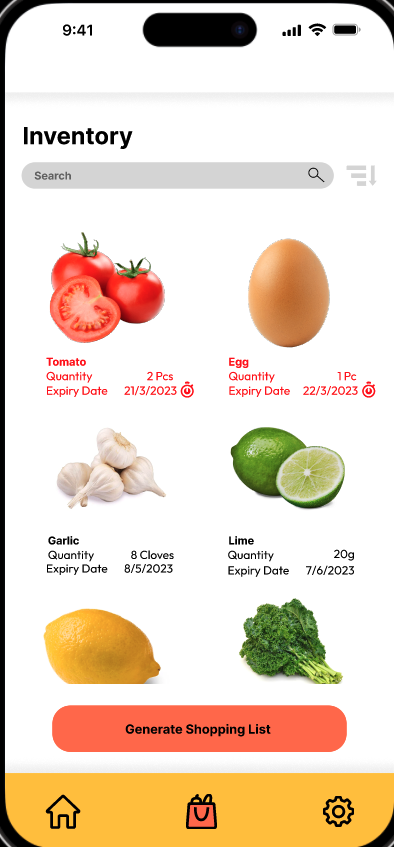 9:41
Inventory
Search
Tomato
Quantity 2 Pcs
Expiry Date 21/3/2023
Egg
Quantity 1 Pc
Expiry Date 22/3/2023
Garlic
Quantity 8 Cloves
Expiry Date 8/5/2023
Lime
Quantity 20g
Expiry Date 7/6/2023
Generate Shopping List